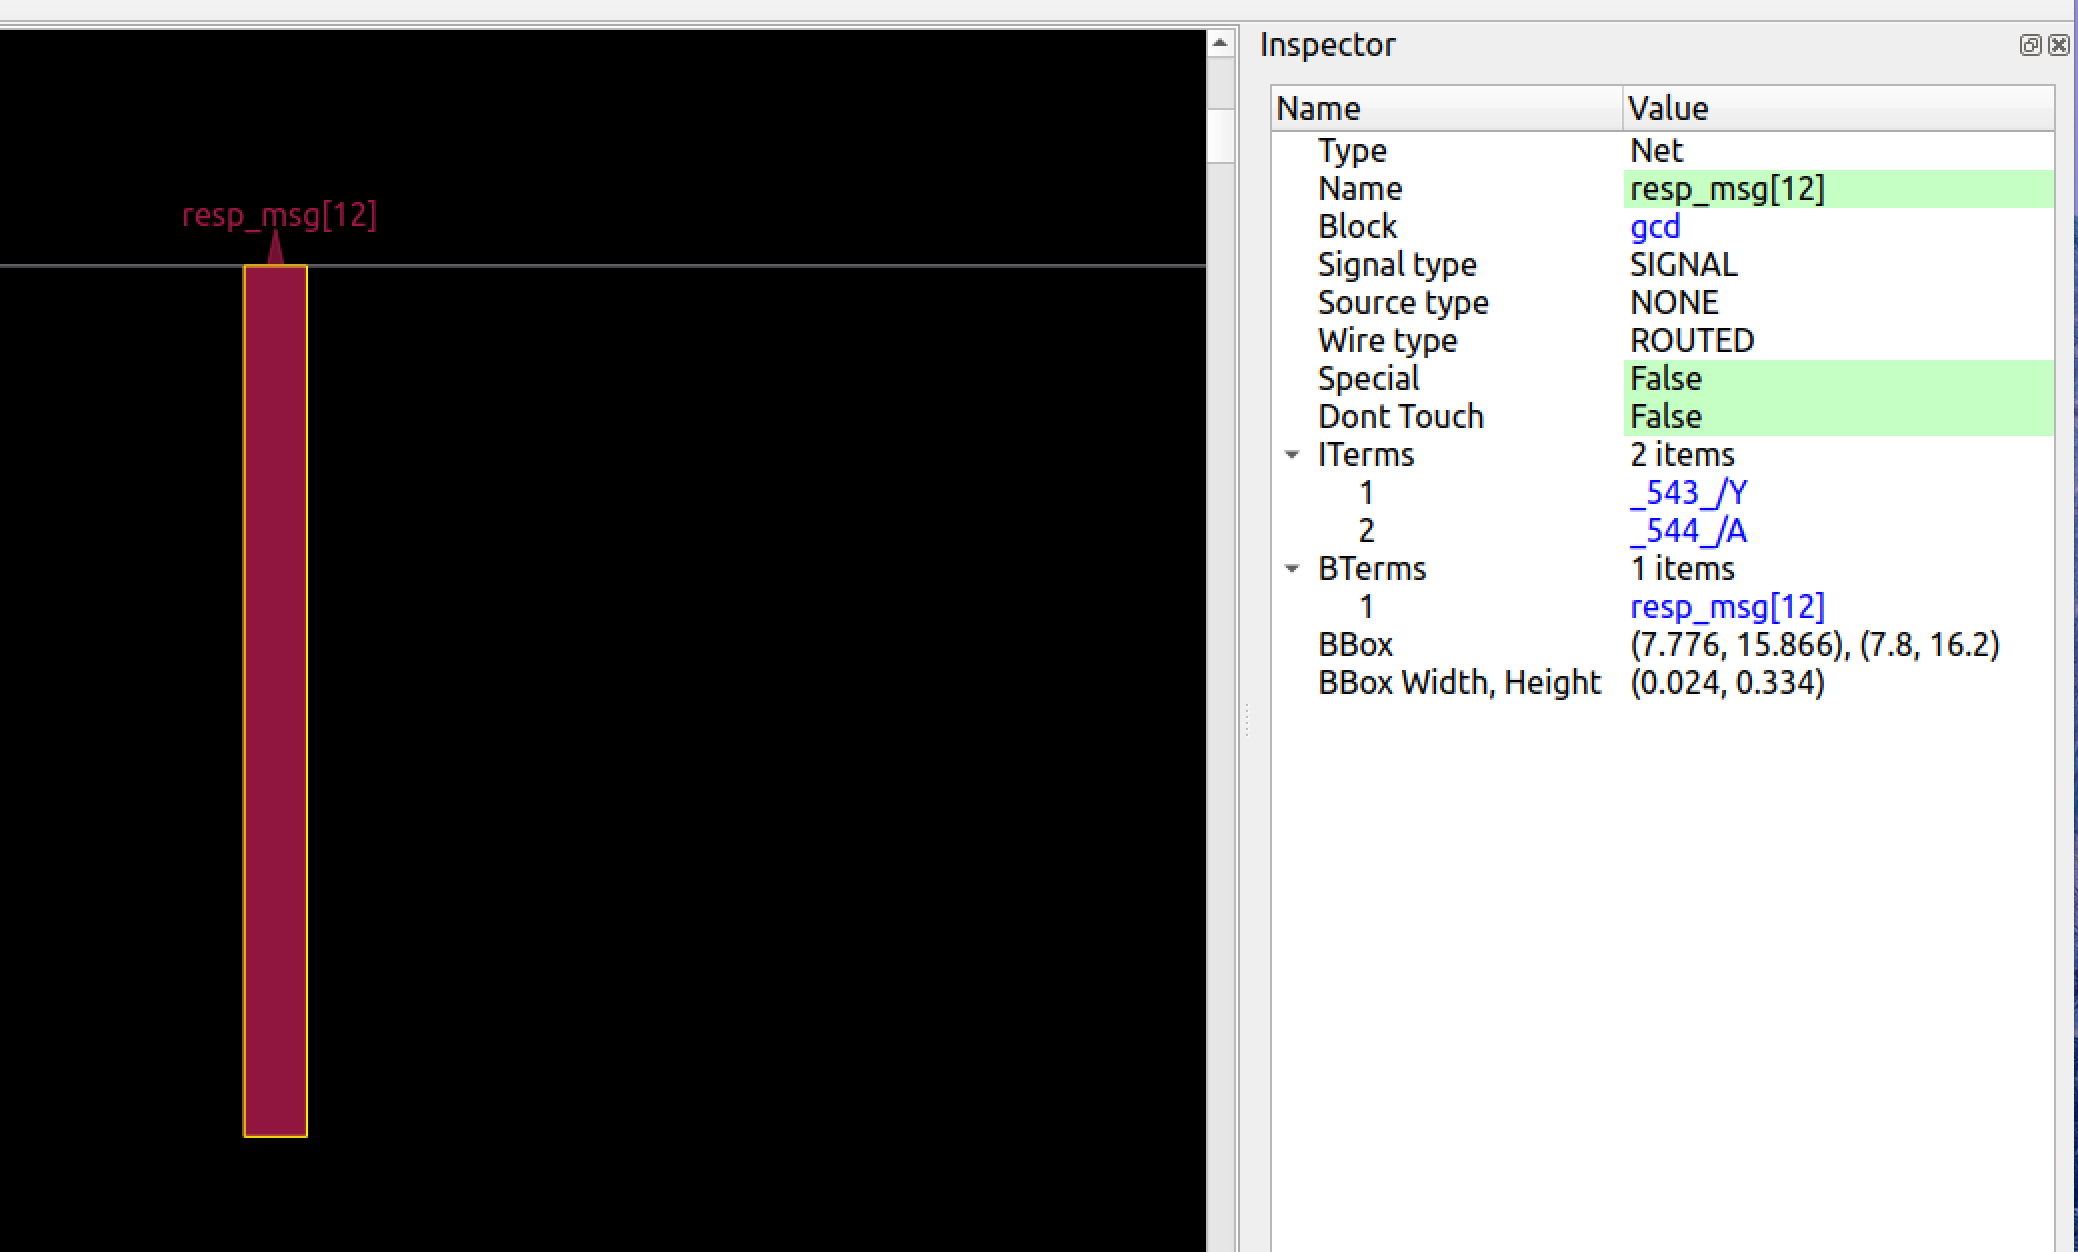 resp_msg[12]
Inspector
Name Value
Type Net
Name resp_msg[12]
Block gcd
Signal type SIGNAL
Source type NONE
Wire type ROUTED
Special False
Dont Touch False
ITerms 2 items
1 _543_/Y
2 _544_/A
BTerms 1 items
1 resp_msg[12]
BBox (7.776, 15.866), (7.8, 16.2)
BBox Width, Height (0.024, 0.334)